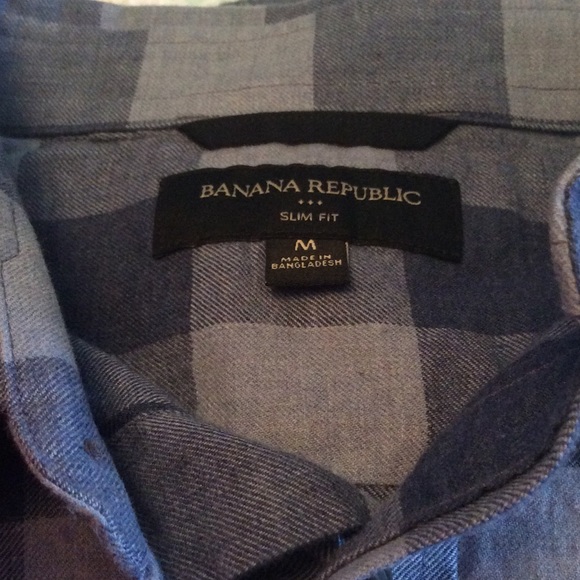 BANANA REPUBLIC
SLIM FIT
M
MADE IN
BANGLADESH